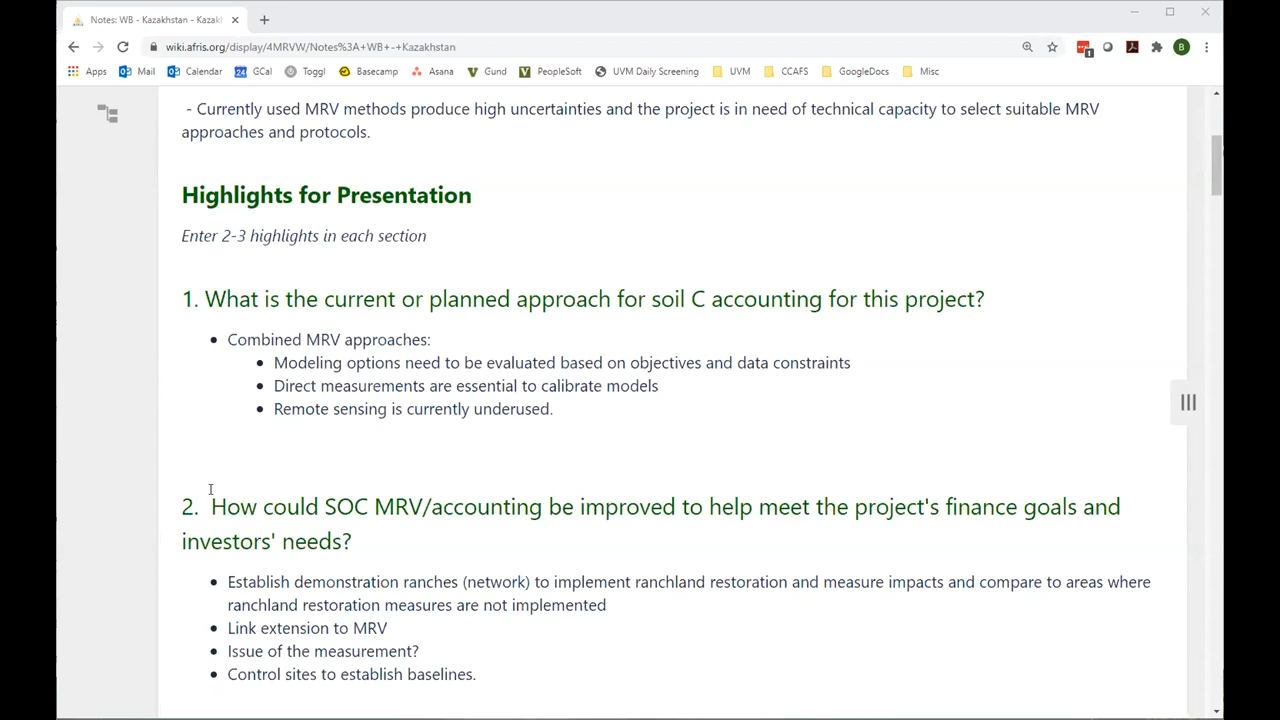 Notes: WB - Kazakhstan - Kazakh
wiki.afris.org/display/4MRVW/Notes%3A+WB+-+Kazakhstan
1
B
Apps Mail Calendar 24 GCal Toggl Basecamp Asana Gund PeopleSoft UVM Daily Screening UVM CCAFS GoogleDocs Misc
- Currently used MRV methods produce high uncertainties and the project is in need of technical capacity to select suitable MRV
approaches and protocols.
Highlights for Presentation
Enter 2-3 highlights in each section
1. What is the current or planned approach for soil C accounting for this project?
• Combined MRV approaches:
• Modeling options need to be evaluated based on objectives and data constraints
• Direct measurements are essential to calibrate models
• Remote sensing is currently underused.
2. How could SOC MRV/accounting be improved to help meet the project's finance goals and
investors' needs?
• Establish demonstration ranches (network) to implement ranchland restoration and measure impacts and compare to areas where
ranchland restoration measures are not implemented
• Link extension to MRV
• Issue of the measurement?
• Control sites to establish baselines.